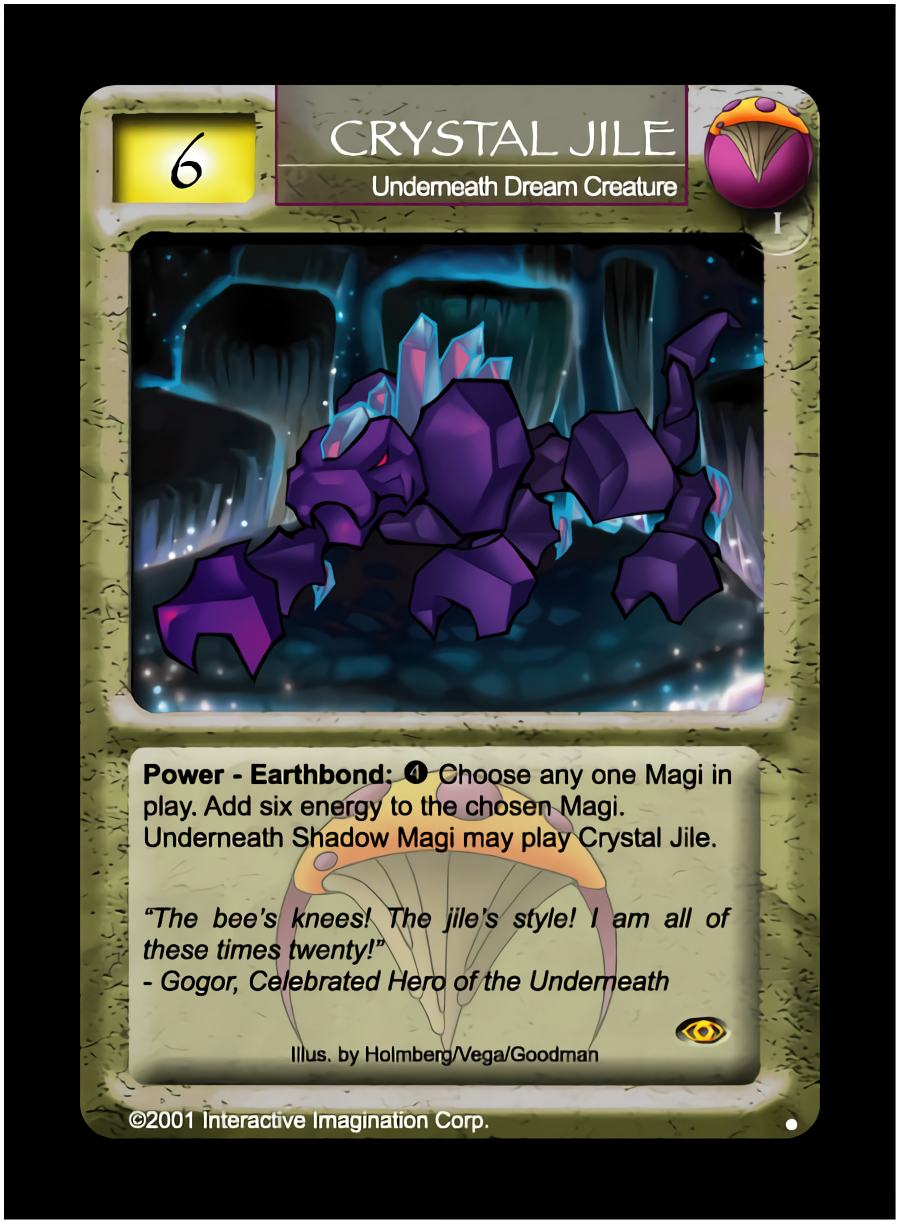 6
CRYSTAL JILE
Underneath Dream Creature
I
Power - Earthbond: ❹ Choose any one Magi in
play. Add six energy to the chosen Magi.
Underneath Shadow Magi may play Crystal Jile.
“The bee’s knees! The jile’s style! I am all of
these times twenty!”
- Gogor, Celebrated Hero of the Underneath
Illus. by Holmberg/Vega/Goodman
©2001 Interactive Imagination Corp.